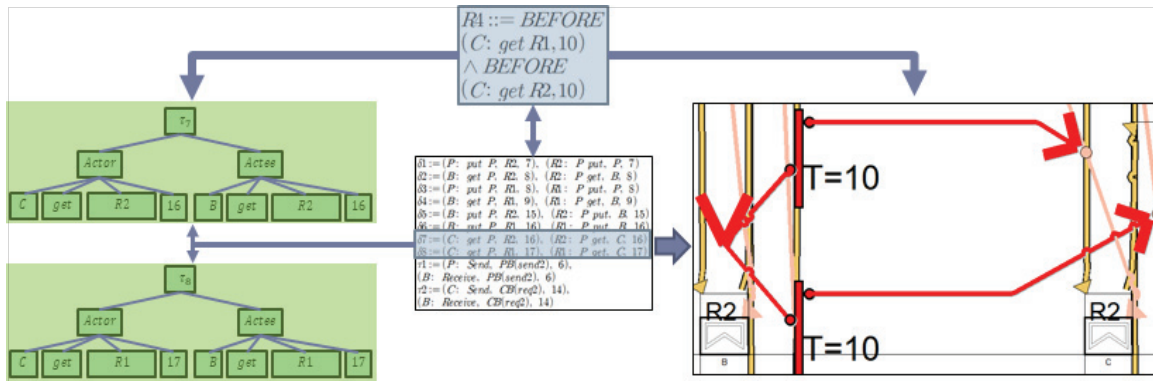 R4 ::= BEFORE
(C: get R1,10)
∧ BEFORE
(C: get R2,10)
τ7
Actor Actee
C get R2 16 B get R2 16
τ8
Actor Actee
C get R1 17 B get R1 17
δ1:=(P: put P, R2, 7), (R2: P put, P, 7)
δ2:=(B: get P, R2, 8), (R2: P get, B, 8)
δ3:=(P: put P, R1, 8), (R1: P put, P, 8)
δ4:=(B: get P, R1, 9), (R1: P get, B, 9)
δ5:=(B: put P, R2, 15), (R2: P put, B, 15)
δ6:=(B: put P, R1, 16), (R1: P put, B, 16)
δ7:=(C: get P, R2, 16), (R2: P get, C, 16)
δ8:=(C: get P, R1, 17), (R1: P get, C, 17)
τ1:=(P: Send, PB(send2), 6),
(B: Receive, PB(send2), 6)
τ2:=(C: Send, CB(req2), 14),
(B: Receive, CB(req2), 14)
T=10
R2 R2
T=10
B C